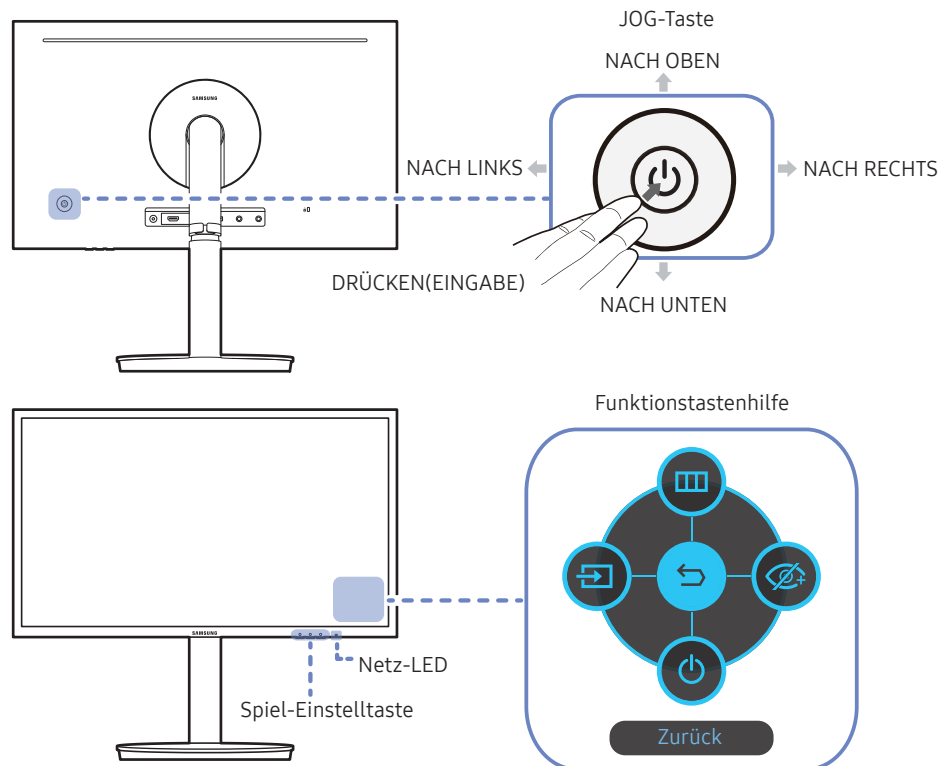 JOG-Taste
NACH OBEN
SAMSUNG
NACH LINKS
NACH RECHTS
DRÜCKEN(EINGABE)
NACH UNTEN
Funktionstastenhilfe
SAMSUNG
Netz-LED
Spiel-Einstelltaste
Zurück